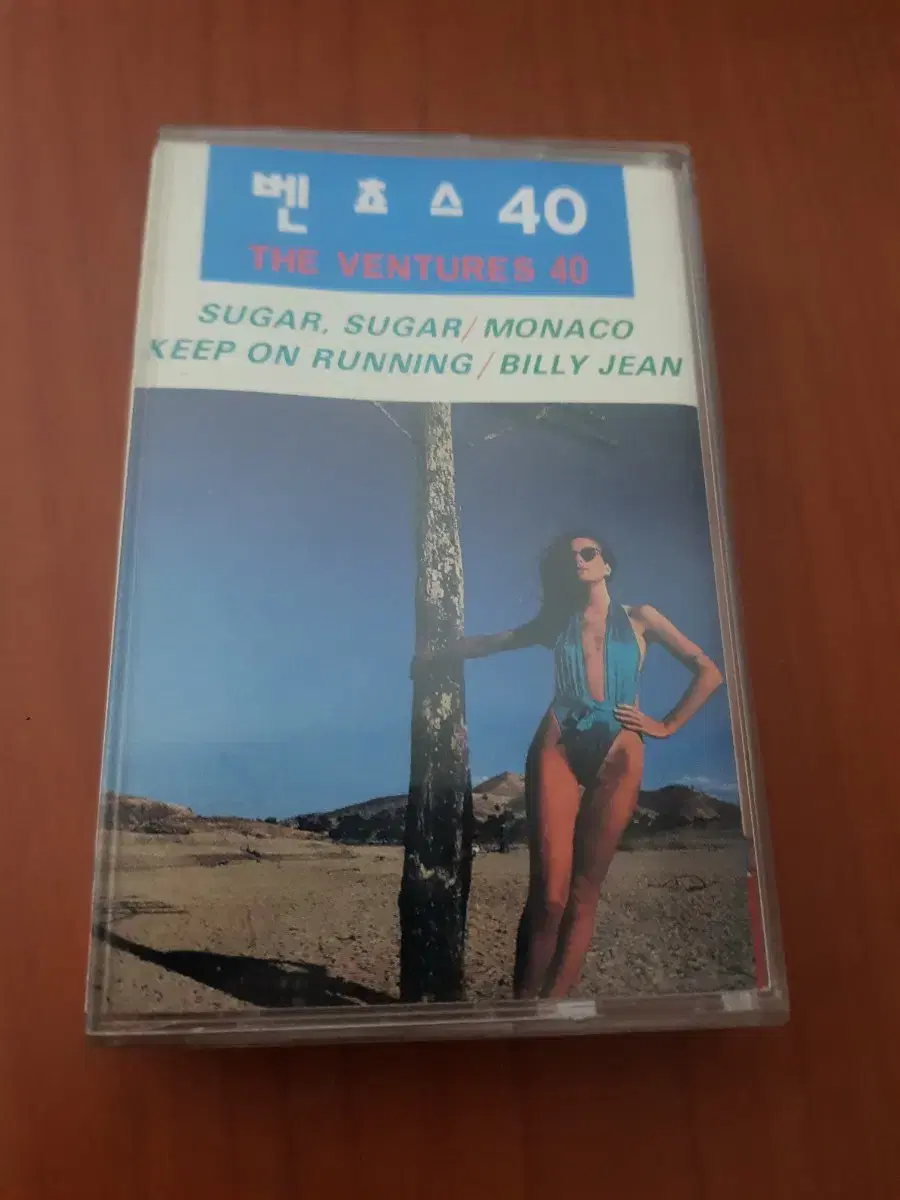 벤쵸스 40
THE VENTURES 40
SUGAR, SUGAR/MONACO
KEEP ON RUNNING/BILLY JEAN